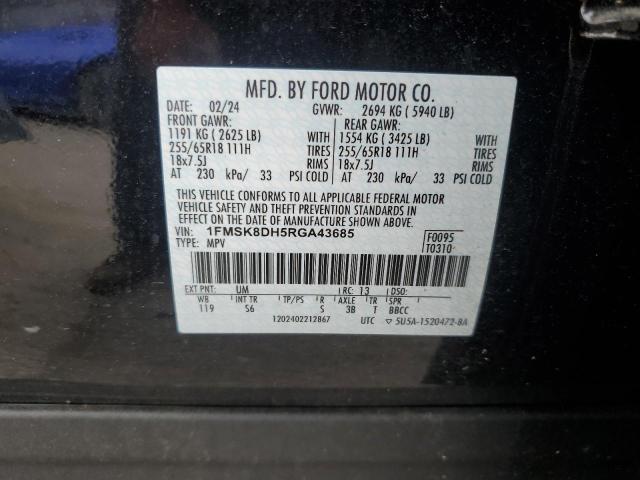 MFD. BY FORD MOTOR CO.
DATE: 02/24 GVWR: 2694 KG ( 5940 LB)
FRONT GAWR: REAR GAWR:
1191 KG ( 2625 LB) WITH 1554 KG ( 3425 LB) WITH
255/65R18 111H TIRES 255/65R18 111H TIRES
18x7.5J RIMS 18x7.5J RIMS
AT 230 kPa/ 33 PSI COLD AT 230 kPa/ 33 PSI COLD
THIS VEHICLE CONFORMS TO ALL APPLICABLE FEDERAL MOTOR
VEHICLE SAFETY AND THEFT PREVENTION STANDARDS IN
EFFECT ON THE DATE OF MANUFACTURE SHOWN ABOVE.
VIN: 1FMSK8DH5RGA43685 F0095
TYPE: MPV T0310
EXT PNT: UM RC: 13 DSO:
WB INT TR TP/PS R AXLE TR SPR
119 S6 S 3B T BBCC
1202402212867 UTC 5U5A-1520472-8A